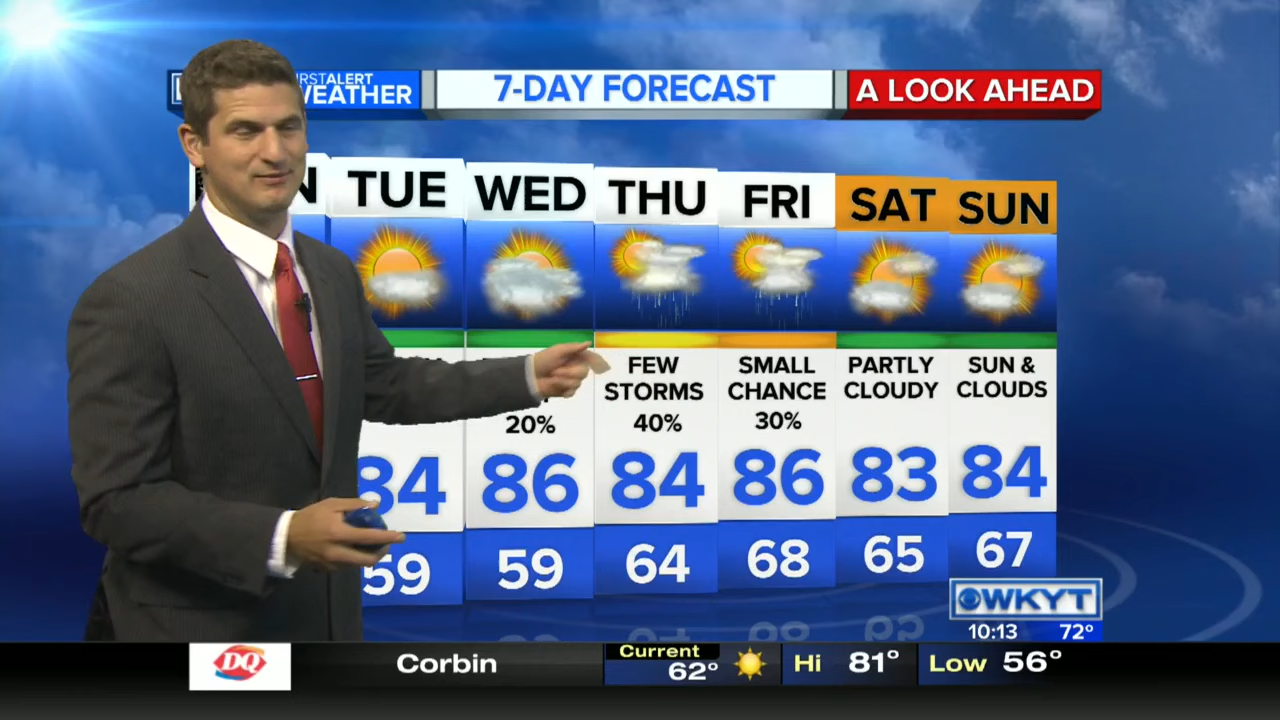 FIRSTALERT
WEATHER
7-DAY FORECAST
A LOOK AHEAD
TUE
WED
THU
FRI
SAT
SUN
20%
FEW
STORMS
40%
SMALL
CHANCE
30%
PARTLY
CLOUDY
SUN &
CLOUDS
84
86
84
86
83
84
59
59
64
68
65
67
WKYT
10:13 72°
DQ
Corbin
Current
62°
Hi 81°
Low 56°